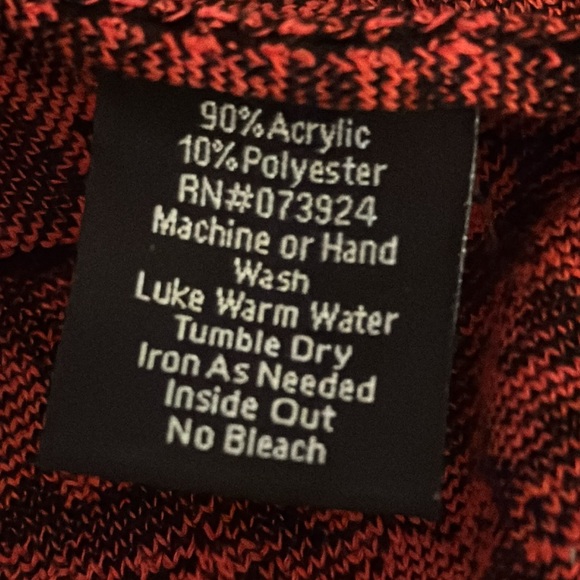 90%Acrylic
10%Polyester
RN#073924
Machine or Hand
Wash
Luke Warm Water
Tumble Dry
Iron As Needed
Inside Out
No Bleach